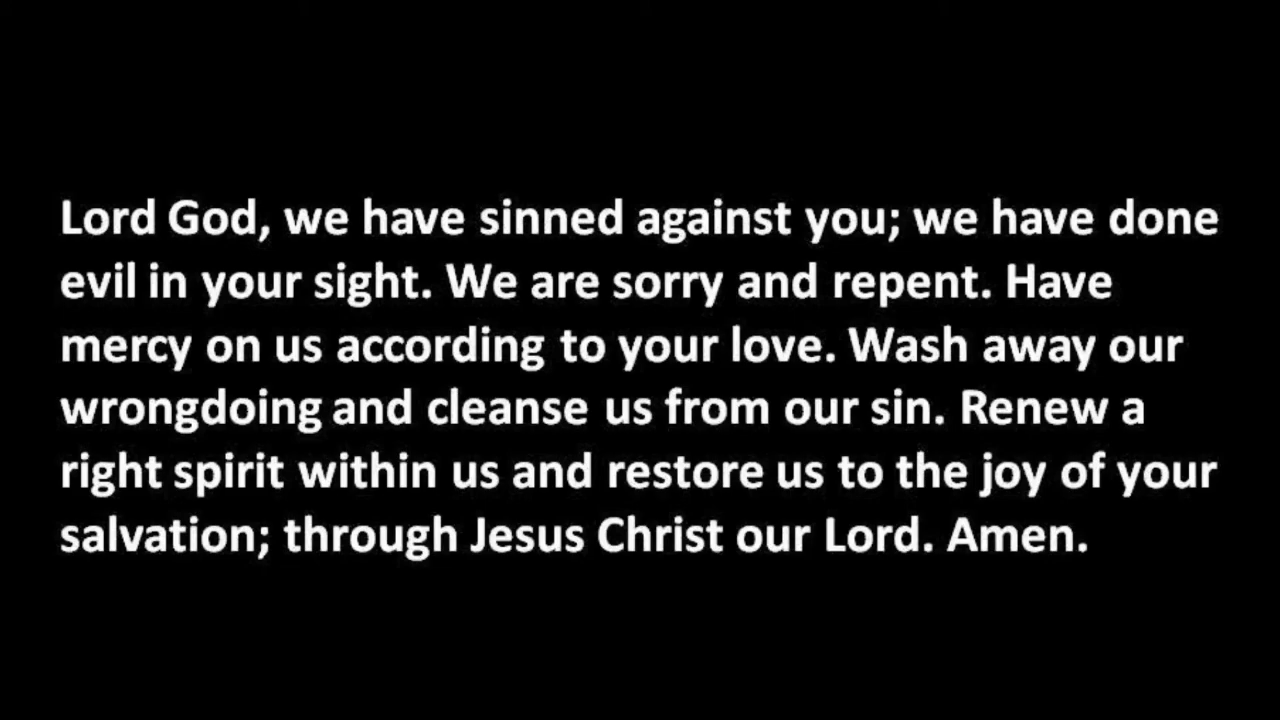 Lord God, we have sinned against you; we have done
evil in your sight. We are sorry and repent. Have
mercy on us according to your love. Wash away our
wrongdoing and cleanse us from our sin. Renew a
right spirit within us and restore us to the joy of your
salvation; through Jesus Christ our Lord. Amen.